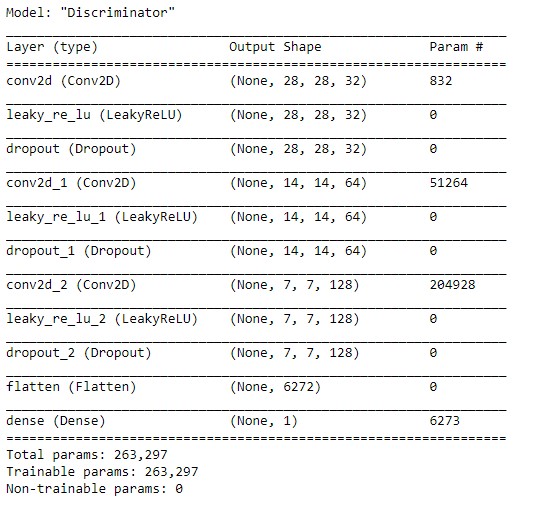 Model: "Discriminator"
Layer (type) Output Shape Param #
conv2d (Conv2D) (None, 28, 28, 32) 832
leaky_re_lu (LeakyReLU) (None, 28, 28, 32) 0
dropout (Dropout) (None, 28, 28, 32) 0
conv2d_1 (Conv2D) (None, 14, 14, 64) 51264
leaky_re_lu_1 (LeakyReLU) (None, 14, 14, 64) 0
dropout_1 (Dropout) (None, 14, 14, 64) 0
conv2d_2 (Conv2D) (None, 7, 7, 128) 204928
leaky_re_lu_2 (LeakyReLU) (None, 7, 7, 128) 0
dropout_2 (Dropout) (None, 7, 7, 128) 0
flatten (Flatten) (None, 6272) 0
dense (Dense) (None, 1) 6273
Total params: 263,297
Trainable params: 263,297
Non-trainable params: 0